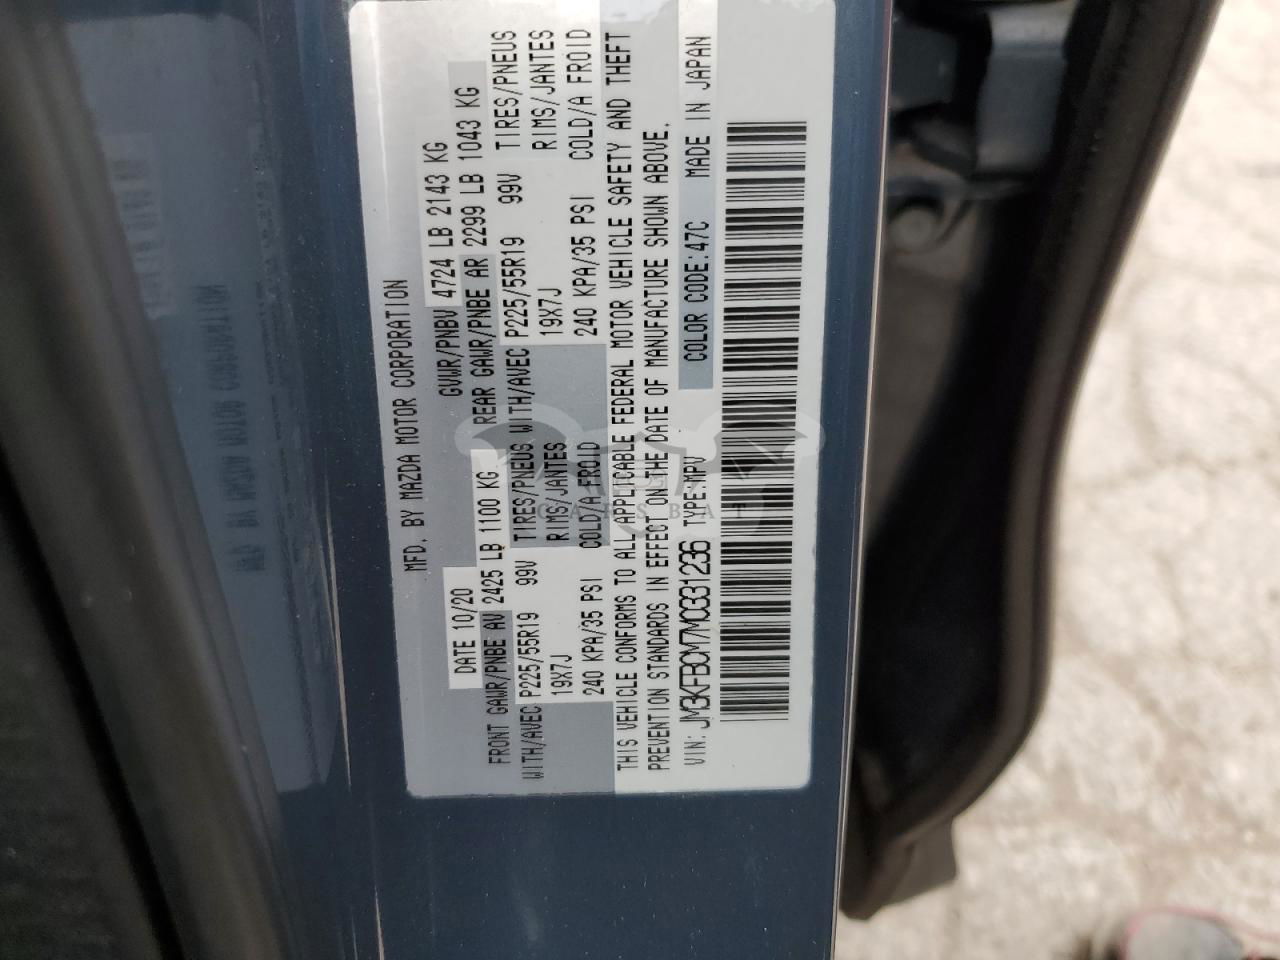 MFD. BY MAZDA MOTOR CORPORATION
DATE 10/20 GVWR/PNBV 4724 LB 2143 KG
FRONT GAWR/PNBE AV 2425 LB 1100 KG REAR GAWR/PNBE AR 2299 LB 1043 KG
WITH/AVEC P225/55R19 99V TIRES/PNEUS WITH/AVEC P225/55R19 99V TIRES/PNEUS
19X7J RIMS/JANTES 19X7J RIMS/JANTES
240 KPA/35 PSI COLD/A FROID 240 KPA/35 PSI COLD/A FROID
THIS VEHICLE CONFORMS TO ALL APPLICABLE FEDERAL MOTOR VEHICLE SAFETY AND THEFT
PREVENTION STANDARDS IN EFFECT ON THE DATE OF MANUFACTURE SHOWN ABOVE.
VIN: JM3KFBCM7M0331236 TYPE:MPV COLOR CODE:47C MADE IN JAPAN
CARSBAT